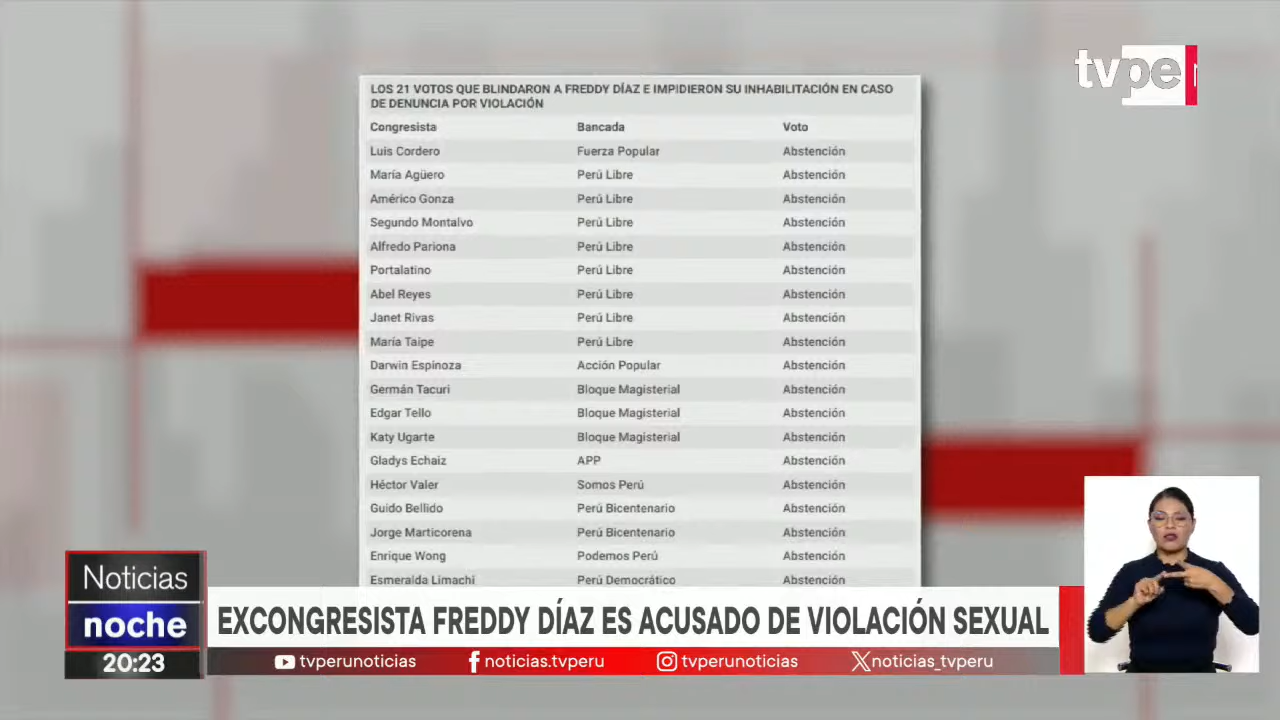 tvpe
LOS 21 VOTOS QUE BLINDARON A FREDDY DÍAZ E IMPIDIERON SU INHABILITACIÓN EN CASO
DE DENUNCIA POR VIOLACIÓN
Congresista Bancada Voto
Luis Cordero Fuerza Popular Abstención
María Agüero Perú Libre Abstención
Américo Gonza Perú Libre Abstención
Segundo Montalvo Perú Libre Abstención
Alfredo Pariona Perú Libre Abstención
Portalatino Perú Libre Abstención
Abel Reyes Perú Libre Abstención
Janet Rivas Perú Libre Abstención
María Taipe Perú Libre Abstención
Darwin Espinoza Acción Popular Abstención
Germán Tacuri Bloque Magisterial Abstención
Edgar Tello Bloque Magisterial Abstención
Katy Ugarte Bloque Magisterial Abstención
Gladys Echaiz APP Abstención
Héctor Valer Somos Perú Abstención
Guido Bellido Perú Bicentenario Abstención
Jorge Marticorena Perú Bicentenario Abstención
Enrique Wong Podemos Perú Abstención
Esmeralda Limachi Perú Democrático Abstención
Noticias
noche
20:23
EXCONGRESISTA FREDDY DÍAZ ES ACUSADO DE VIOLACIÓN SEXUAL
tvperunoticias noticias.tvperu tvperunoticias noticias_tvperu